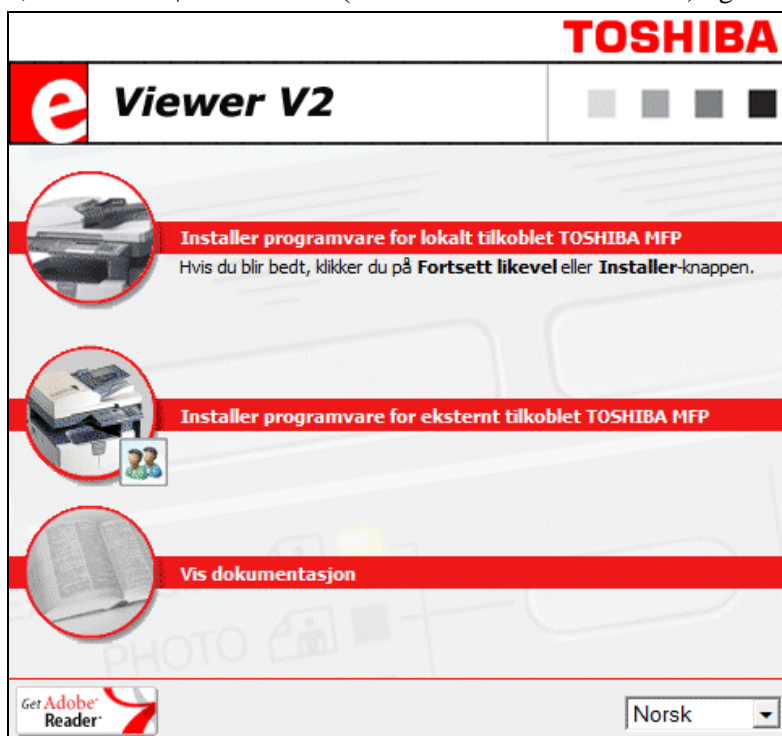 TOSHIBA
e Viewer V2
Installer programvare for lokalt tilkoblet TOSHIBA MFP
Hvis du blir bedt, klikker du på Fortsett likevel eller Installer-knappen.
Installer programvare for eksternt tilkoblet TOSHIBA MFP
Vis dokumentasjon
PHOTO
Get Adobe
Reader
Norsk